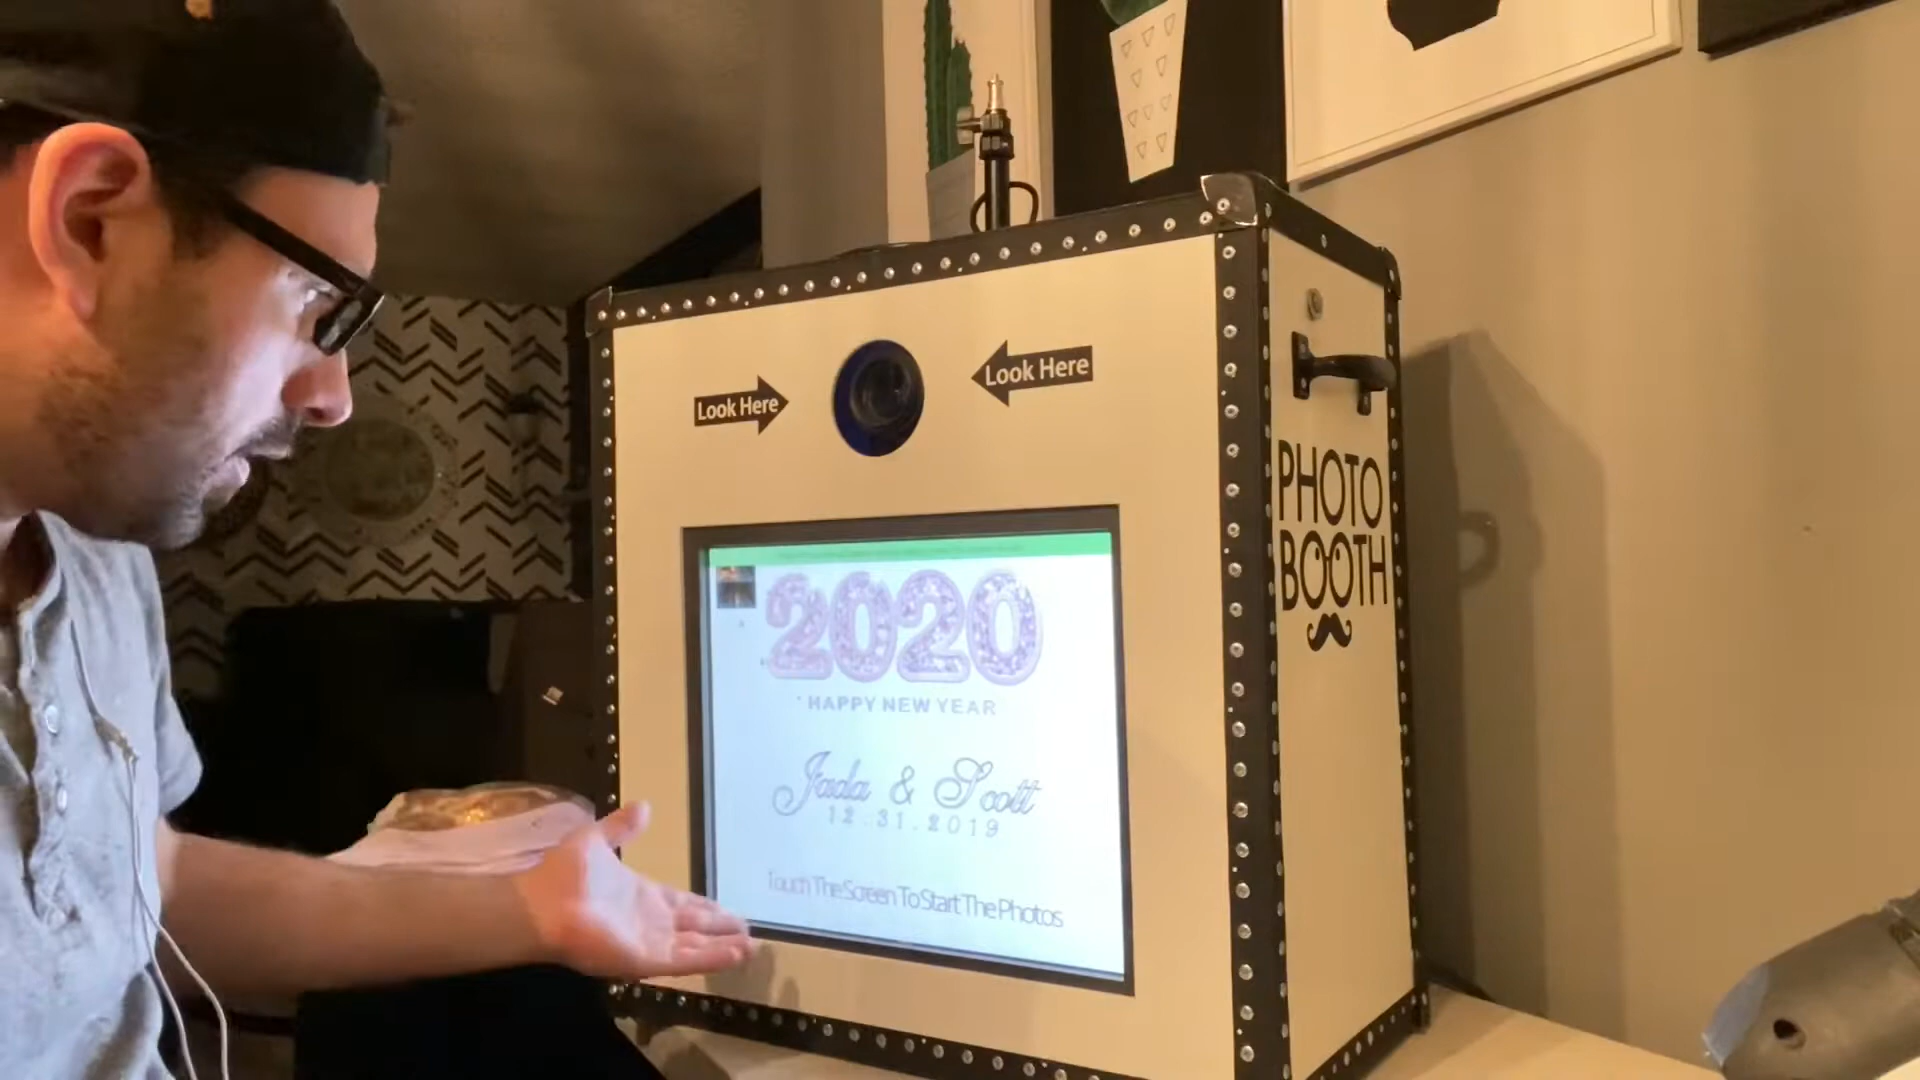 Look Here
Look Here
PHOTO
BOOTH
2020
HAPPY NEW YEAR
Jada & Scott
12.31.2019
Touch The Screen To Start The Photos